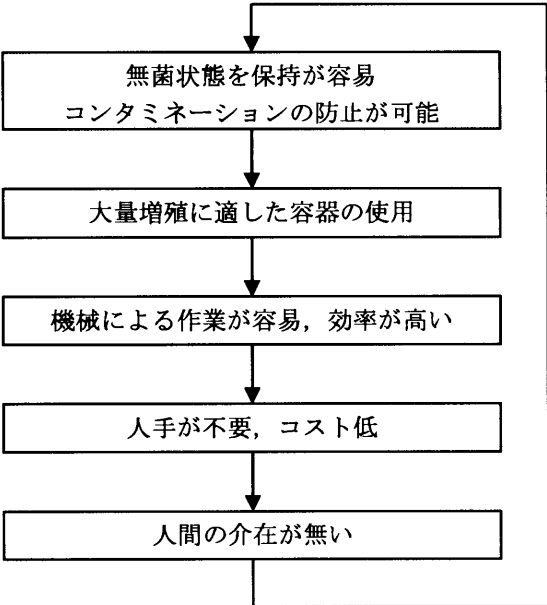 無菌状態を保持が容易
コンタミネーションの防止が可能
大量増殖に適した容器の使用
機械による作業が容易，効率が高い
人手が不要，コスト低
人間の介在が無い